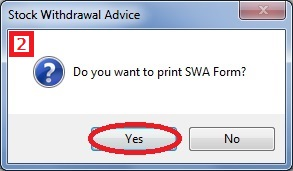 Stock Withdrawal Advice
2
Do you want to print SWA Form?
Yes
No